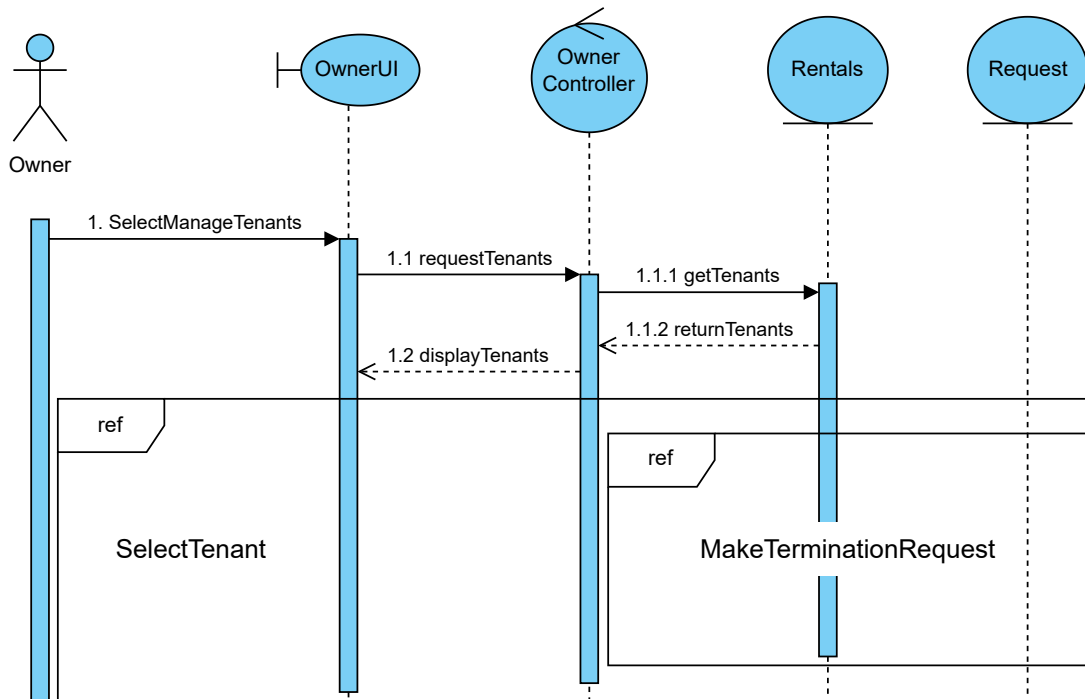 OwnerUI
Owner
Controller
Rentals
Request
Owner
1. SelectManageTenants
1.1 requestTenants
1.1.1 getTenants
1.1.2 returnTenants
1.2 displayTenants
ref
ref
SelectTenant
MakeTerminationRequest